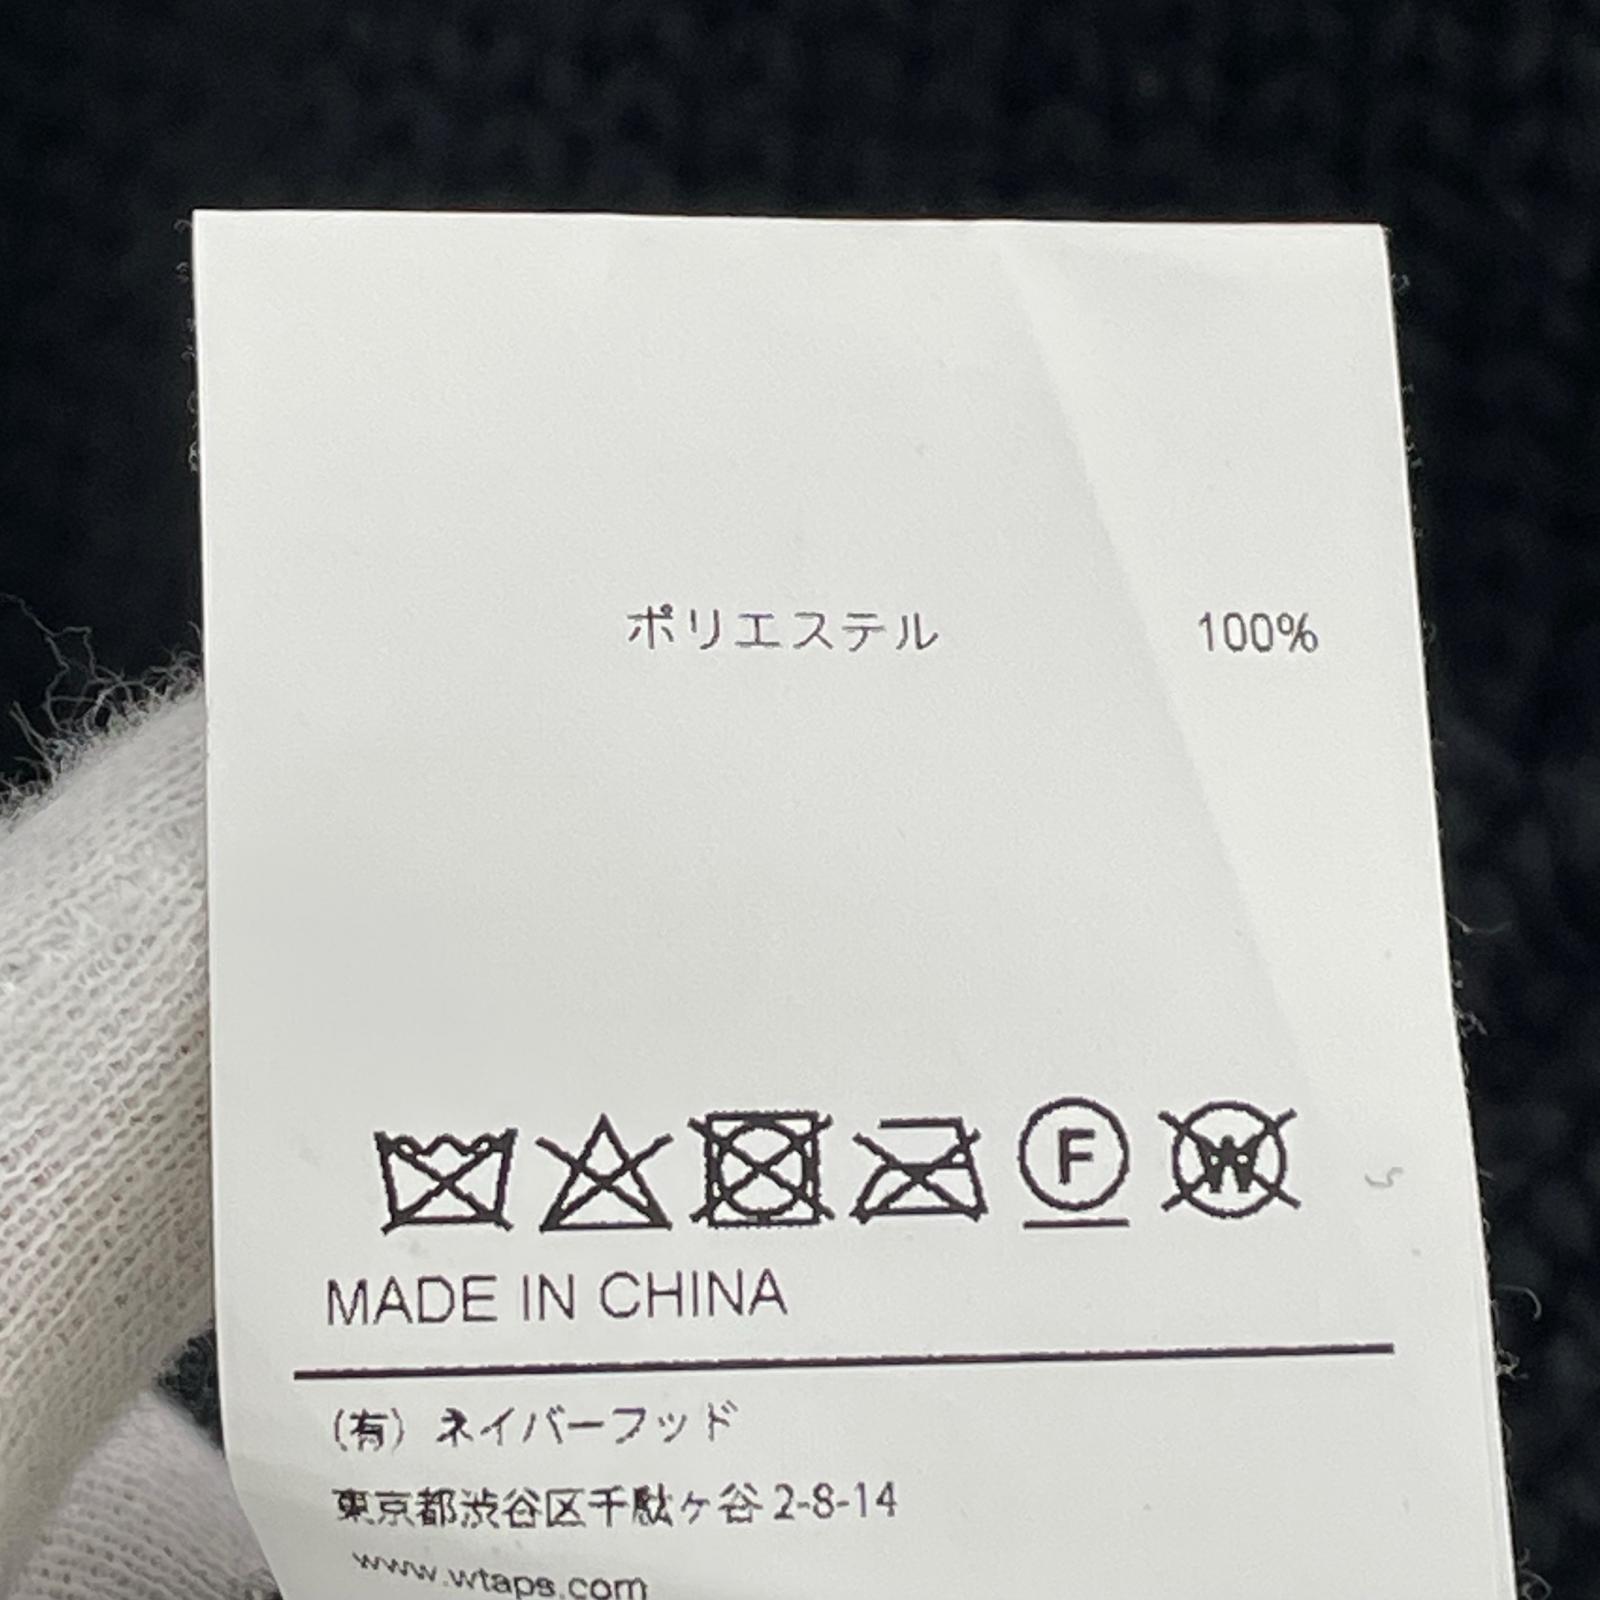 ポリエステル 100%
F W
MADE IN CHINA
(有) ネイバーフッド
東京都渋谷区千駄ヶ谷 2-8-14
www.wtaps.com